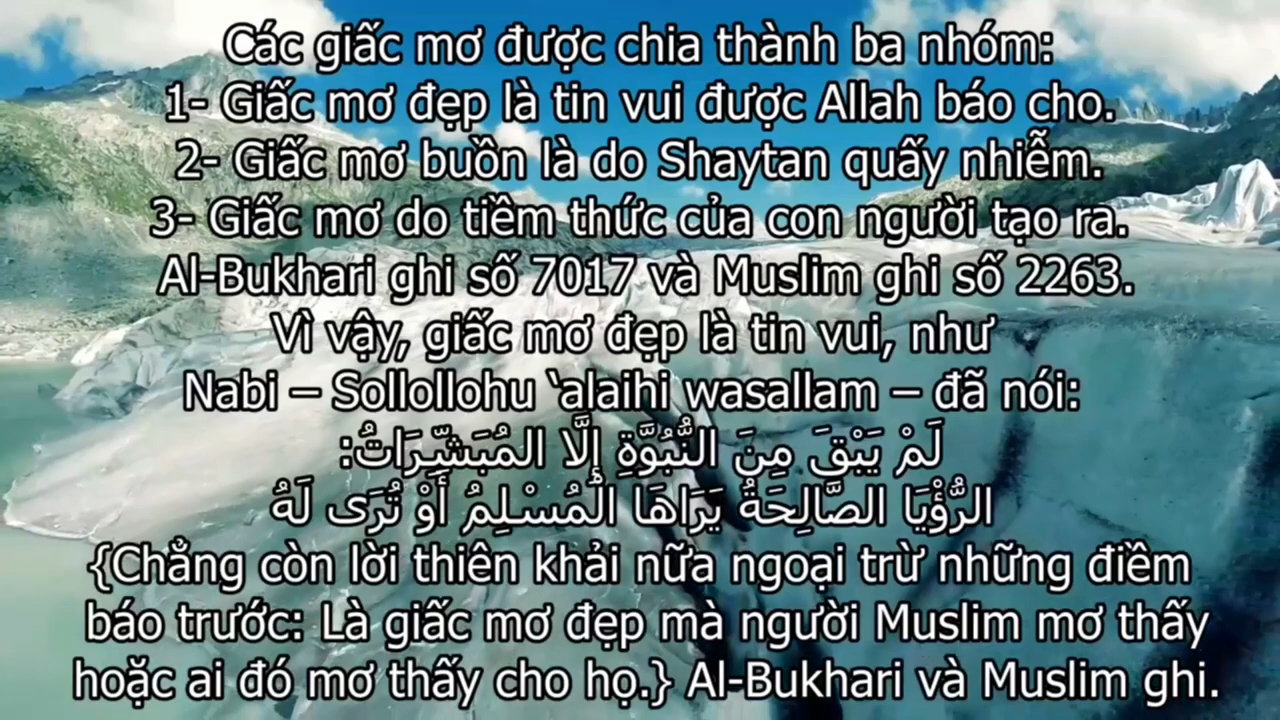 Các giấc mơ được chia thành ba nhóm:
1- Giấc mơ đẹp là tin vui được Allah báo cho.
2- Giấc mơ buồn là do Shaytan quấy nhiễm.
3- Giấc mơ do tiềm thức của con người tạo ra.
Al-Bukhari ghi số 7017 và Muslim ghi số 2263.
Vì vậy, giấc mơ đẹp là tin vui, như
Nabi – Sollollohu ‘alaihi wasallam – đã nói:
لَمْ يَبْقَ مِنَ النُّبُوَّةِ إِلَّا المُبَشِّرَاتُ:
الرُّؤْيَا الصَّالِحَةُ يَرَاهَا الْمُسْلِمُ أَوْ تُرَى لَهُ
{Chẳng còn lời thiên khải nữa ngoại trừ những điềm
báo trước: Là giấc mơ đẹp mà người Muslim mơ thấy
hoặc ai đó mơ thấy cho họ.} Al-Bukhari và Muslim ghi.